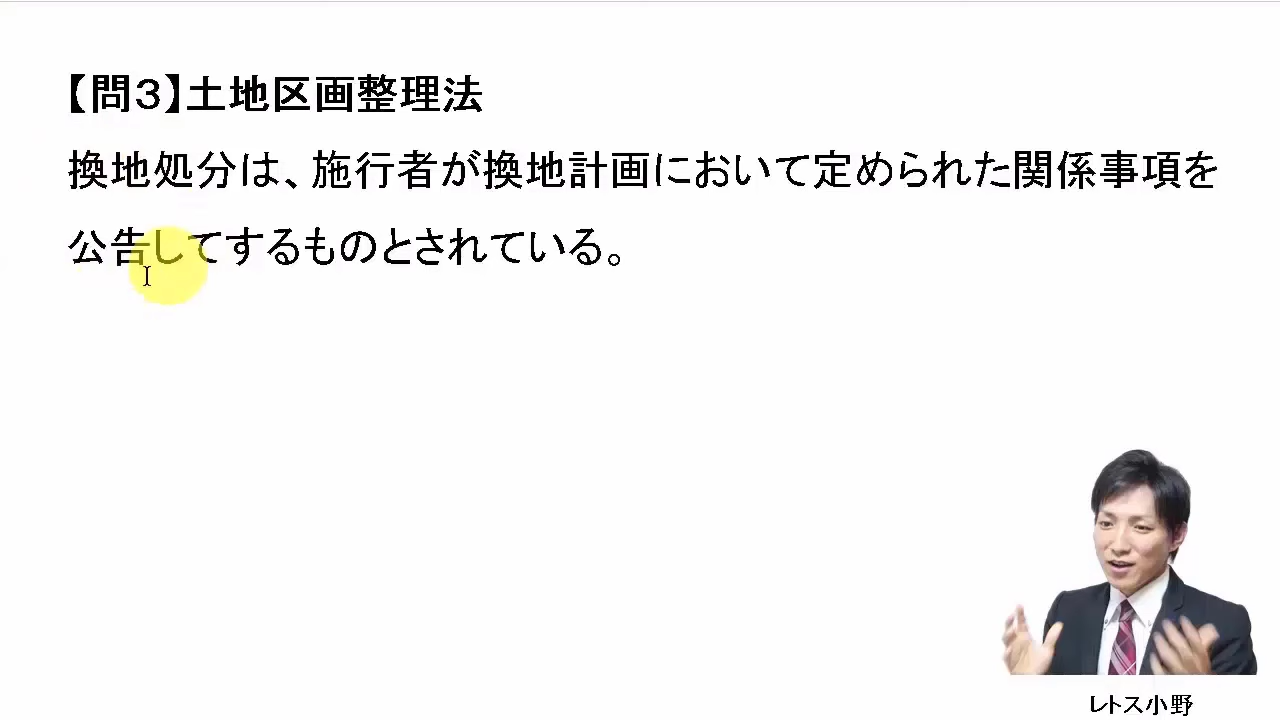 【問3】土地区画整理法
換地処分は、施行者が換地計画において定められた関係事項を
公告してするものとされている。
レトス小野